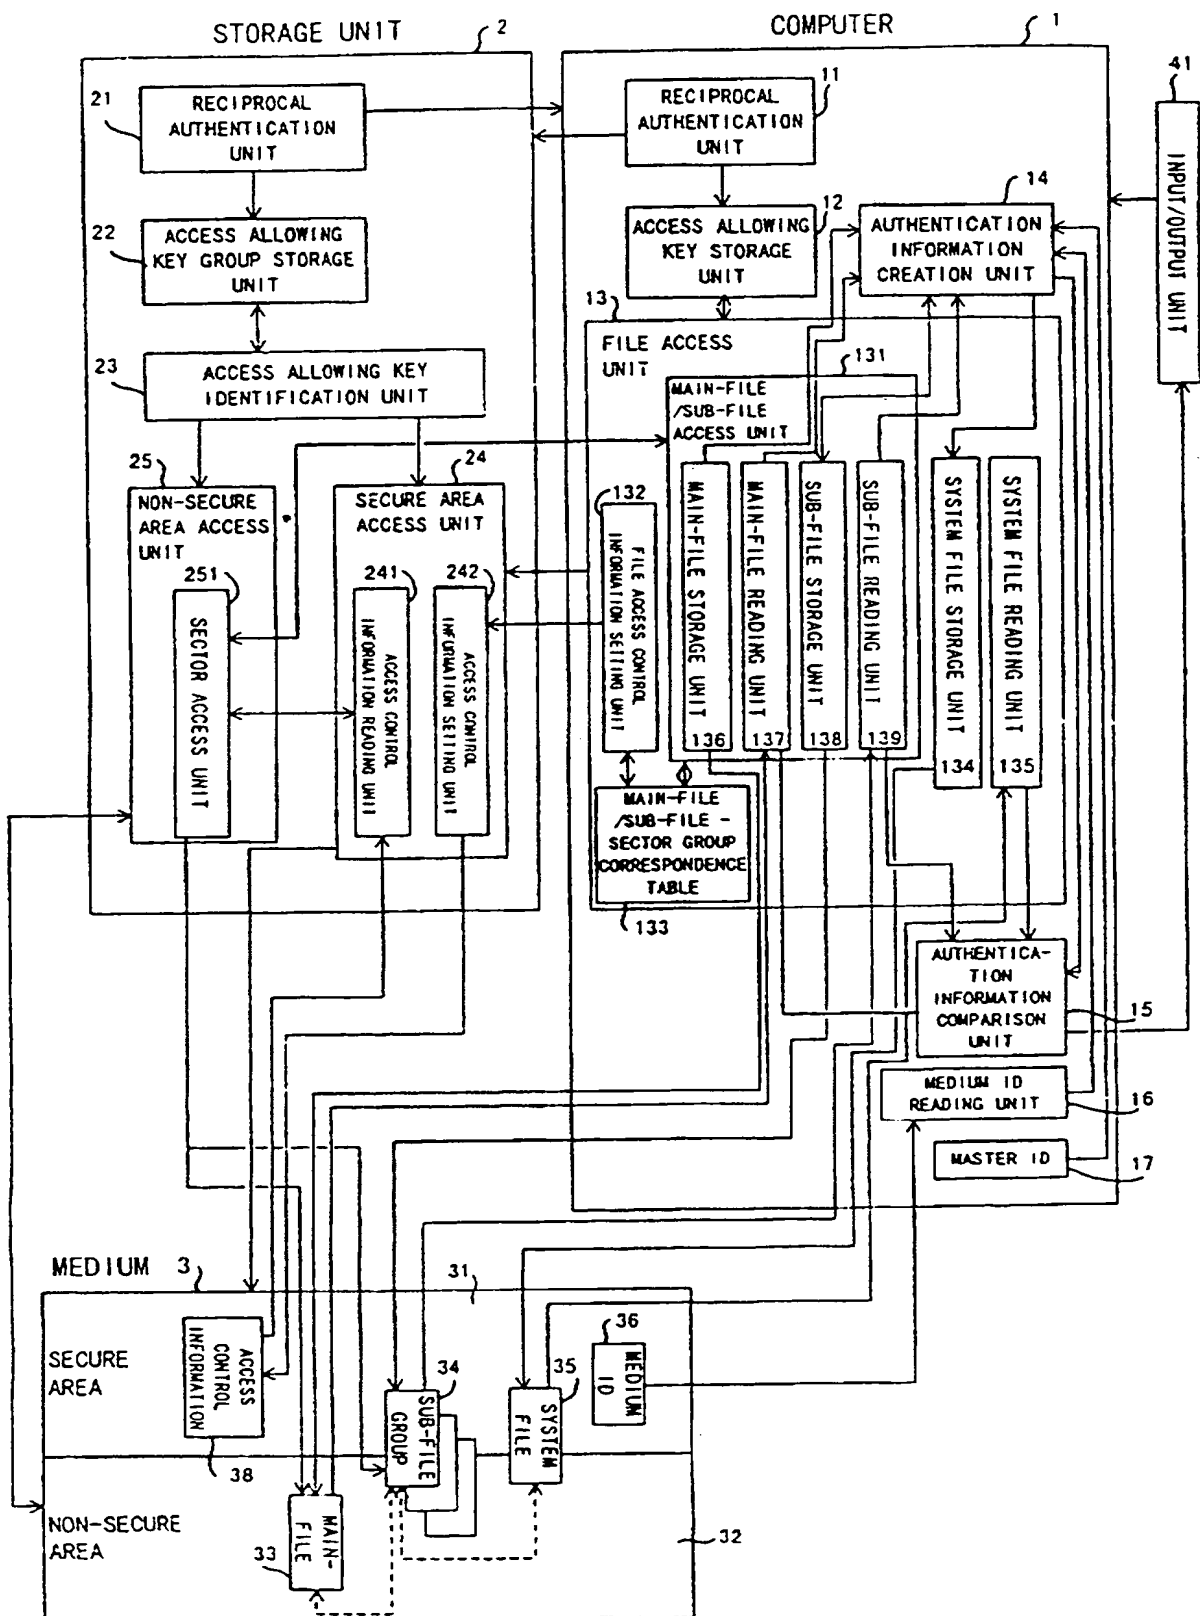 STORAGE UNIT
2
COMPUTER
1
41
INPUT/OUTPUT UNIT
21
RECIPROCAL
AUTHENTICATION
UNIT
11
RECIPROCAL
AUTHENTICATION
UNIT
22
ACCESS ALLOWING
KEY GROUP STORAGE
UNIT
12
ACCESS ALLOWING
KEY STORAGE
UNIT
14
AUTHENTICATION
INFORMATION
CREATION UNIT
23
ACCESS ALLOWING KEY
IDENTIFICATION UNIT
13
FILE ACCESS
UNIT
131
MAIN-FILE
/SUB-FILE
ACCESS UNIT
25
NON-SECURE
AREA ACCESS
UNIT
24
SECURE AREA
ACCESS UNIT
251
SECTOR ACCESS UNIT
241
ACCESS CONTROL
INFORMATION READING UNIT
242
ACCESS CONTROL
INFORMATION SETTING UNIT
132
FILE ACCESS CONTROL
INFORMATION SETTING UNIT
MAIN-FILE STORAGE UNIT
136
MAIN-FILE READING UNIT
137
SUB-FILE STORAGE UNIT
138
SUB-FILE READING UNIT
139
SYSTEM FILE STORAGE UNIT
134
SYSTEM FILE READING UNIT
135
MAIN-FILE
/SUB-FILE -
SECTOR GROUP
CORRESPONDENCE
TABLE
133
AUTHENTICA-
TION
INFORMATION
COMPARISON
UNIT
15
MEDIUM ID
READING UNIT
16
MASTER ID
17
MEDIUM
3
31
SECURE
AREA
ACCESS
CONTROL
INFORMATION
38
34
SUB-FILE
GROUP
35
SYSTEM
FILE
36
MEDIUM
ID
NON-SECURE
AREA
33
MAIN-
FILE
32